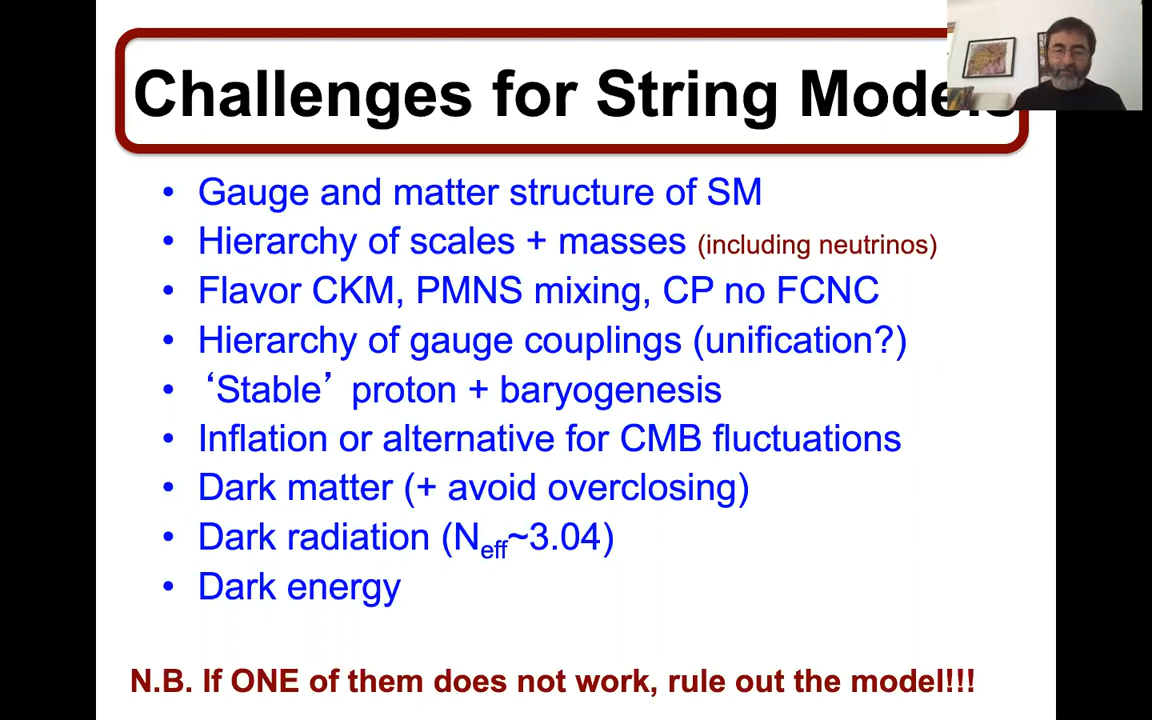 Challenges for String Models
• Gauge and matter structure of SM
• Hierarchy of scales + masses (including neutrinos)
• Flavor CKM, PMNS mixing, CP no FCNC
• Hierarchy of gauge couplings (unification?)
• ‘Stable’ proton + baryogenesis
• Inflation or alternative for CMB fluctuations
• Dark matter (+ avoid overclosing)
• Dark radiation (Neff~3.04)
• Dark energy
N.B. If ONE of them does not work, rule out the model!!!